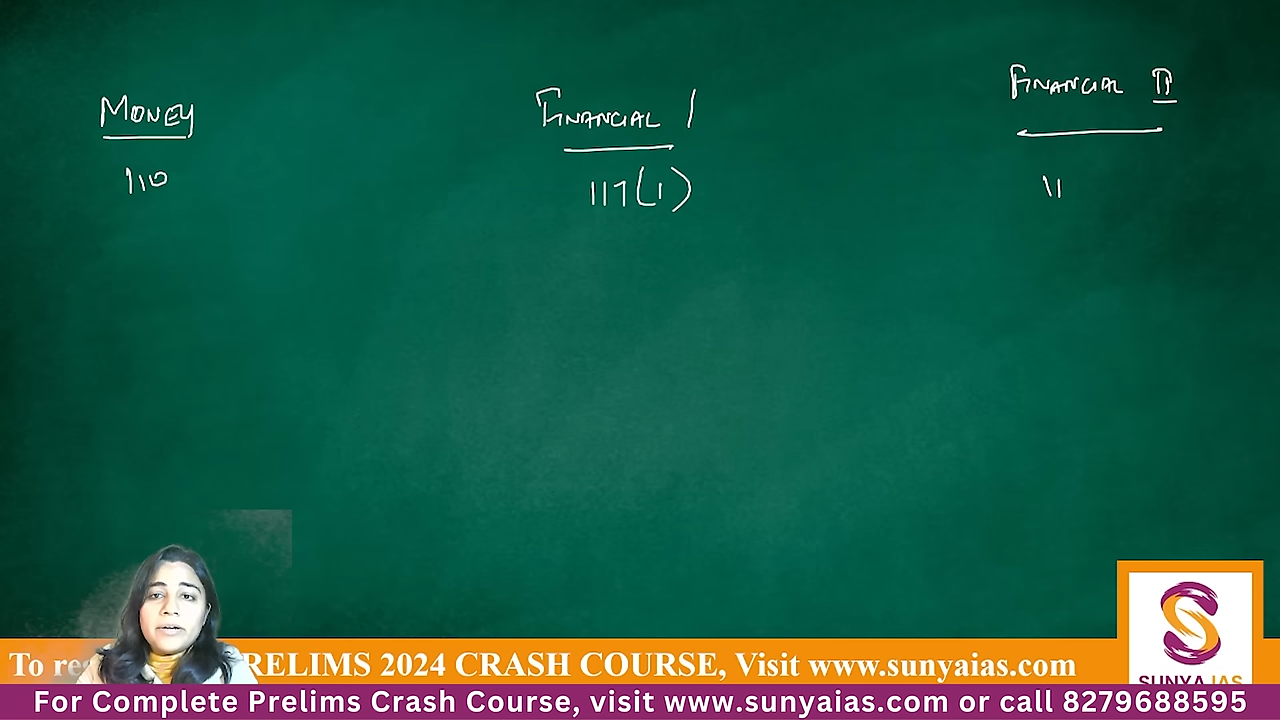 MONEY
110
FINANCIAL I
117(1)
FINANCIAL II
11
SUNYA IAS
To re RELIMS 2024 CRASH COURSE, Visit www.sunyaias.com
For Complete Prelims Crash Course, visit www.sunyaias.com or call 8279688595